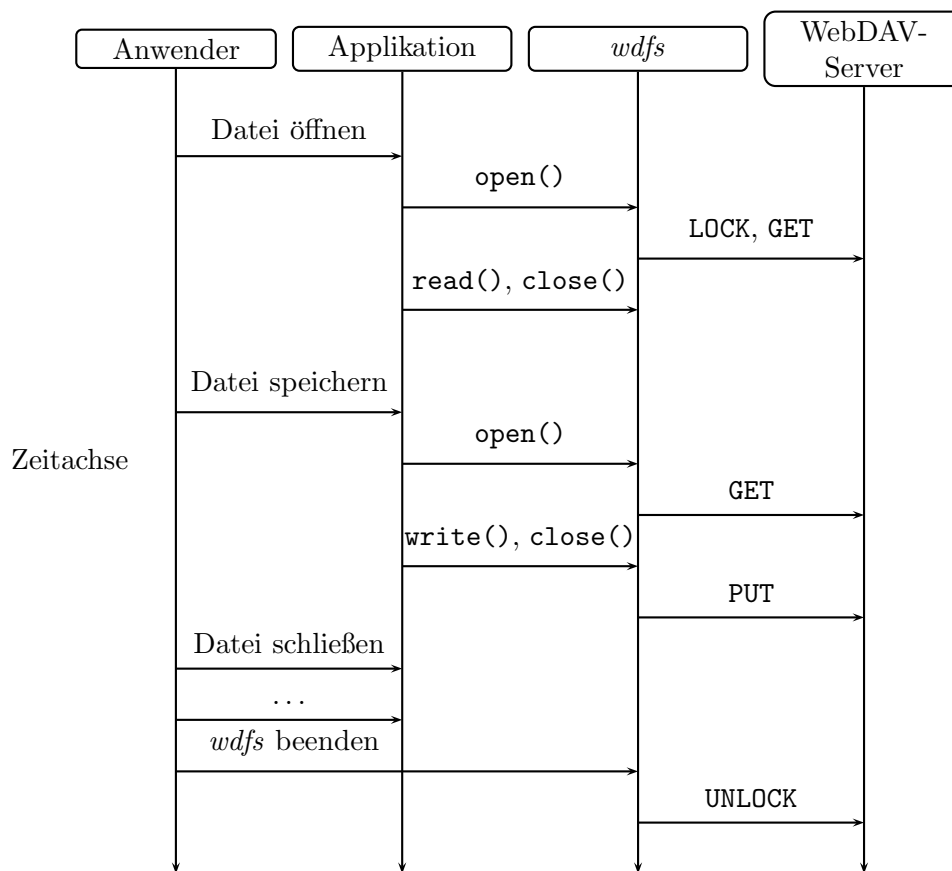 Anwender
Applikation
wdfs
WebDAV-
Server
Datei öffnen
open()
LOCK, GET
read(), close()
Datei speichern
open()
Zeitachse
GET
write(), close()
PUT
Datei schließen
...
wdfs beenden
UNLOCK